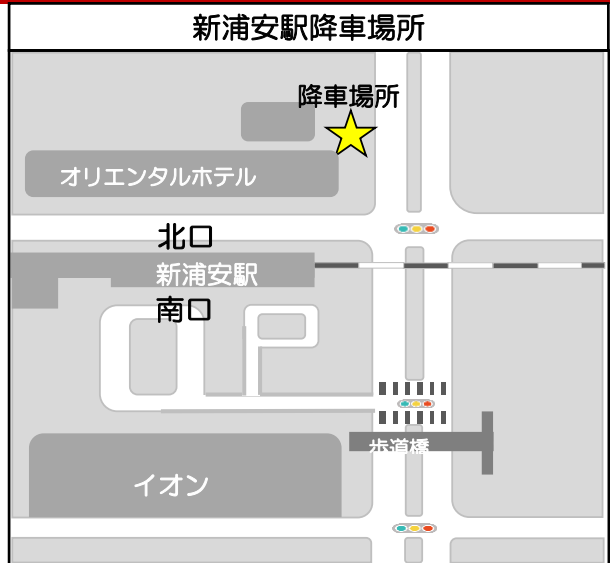 新浦安駅降車場所
降車場所
オリエンタルホテル
北口
新浦安駅
南口
歩道橋
イオン